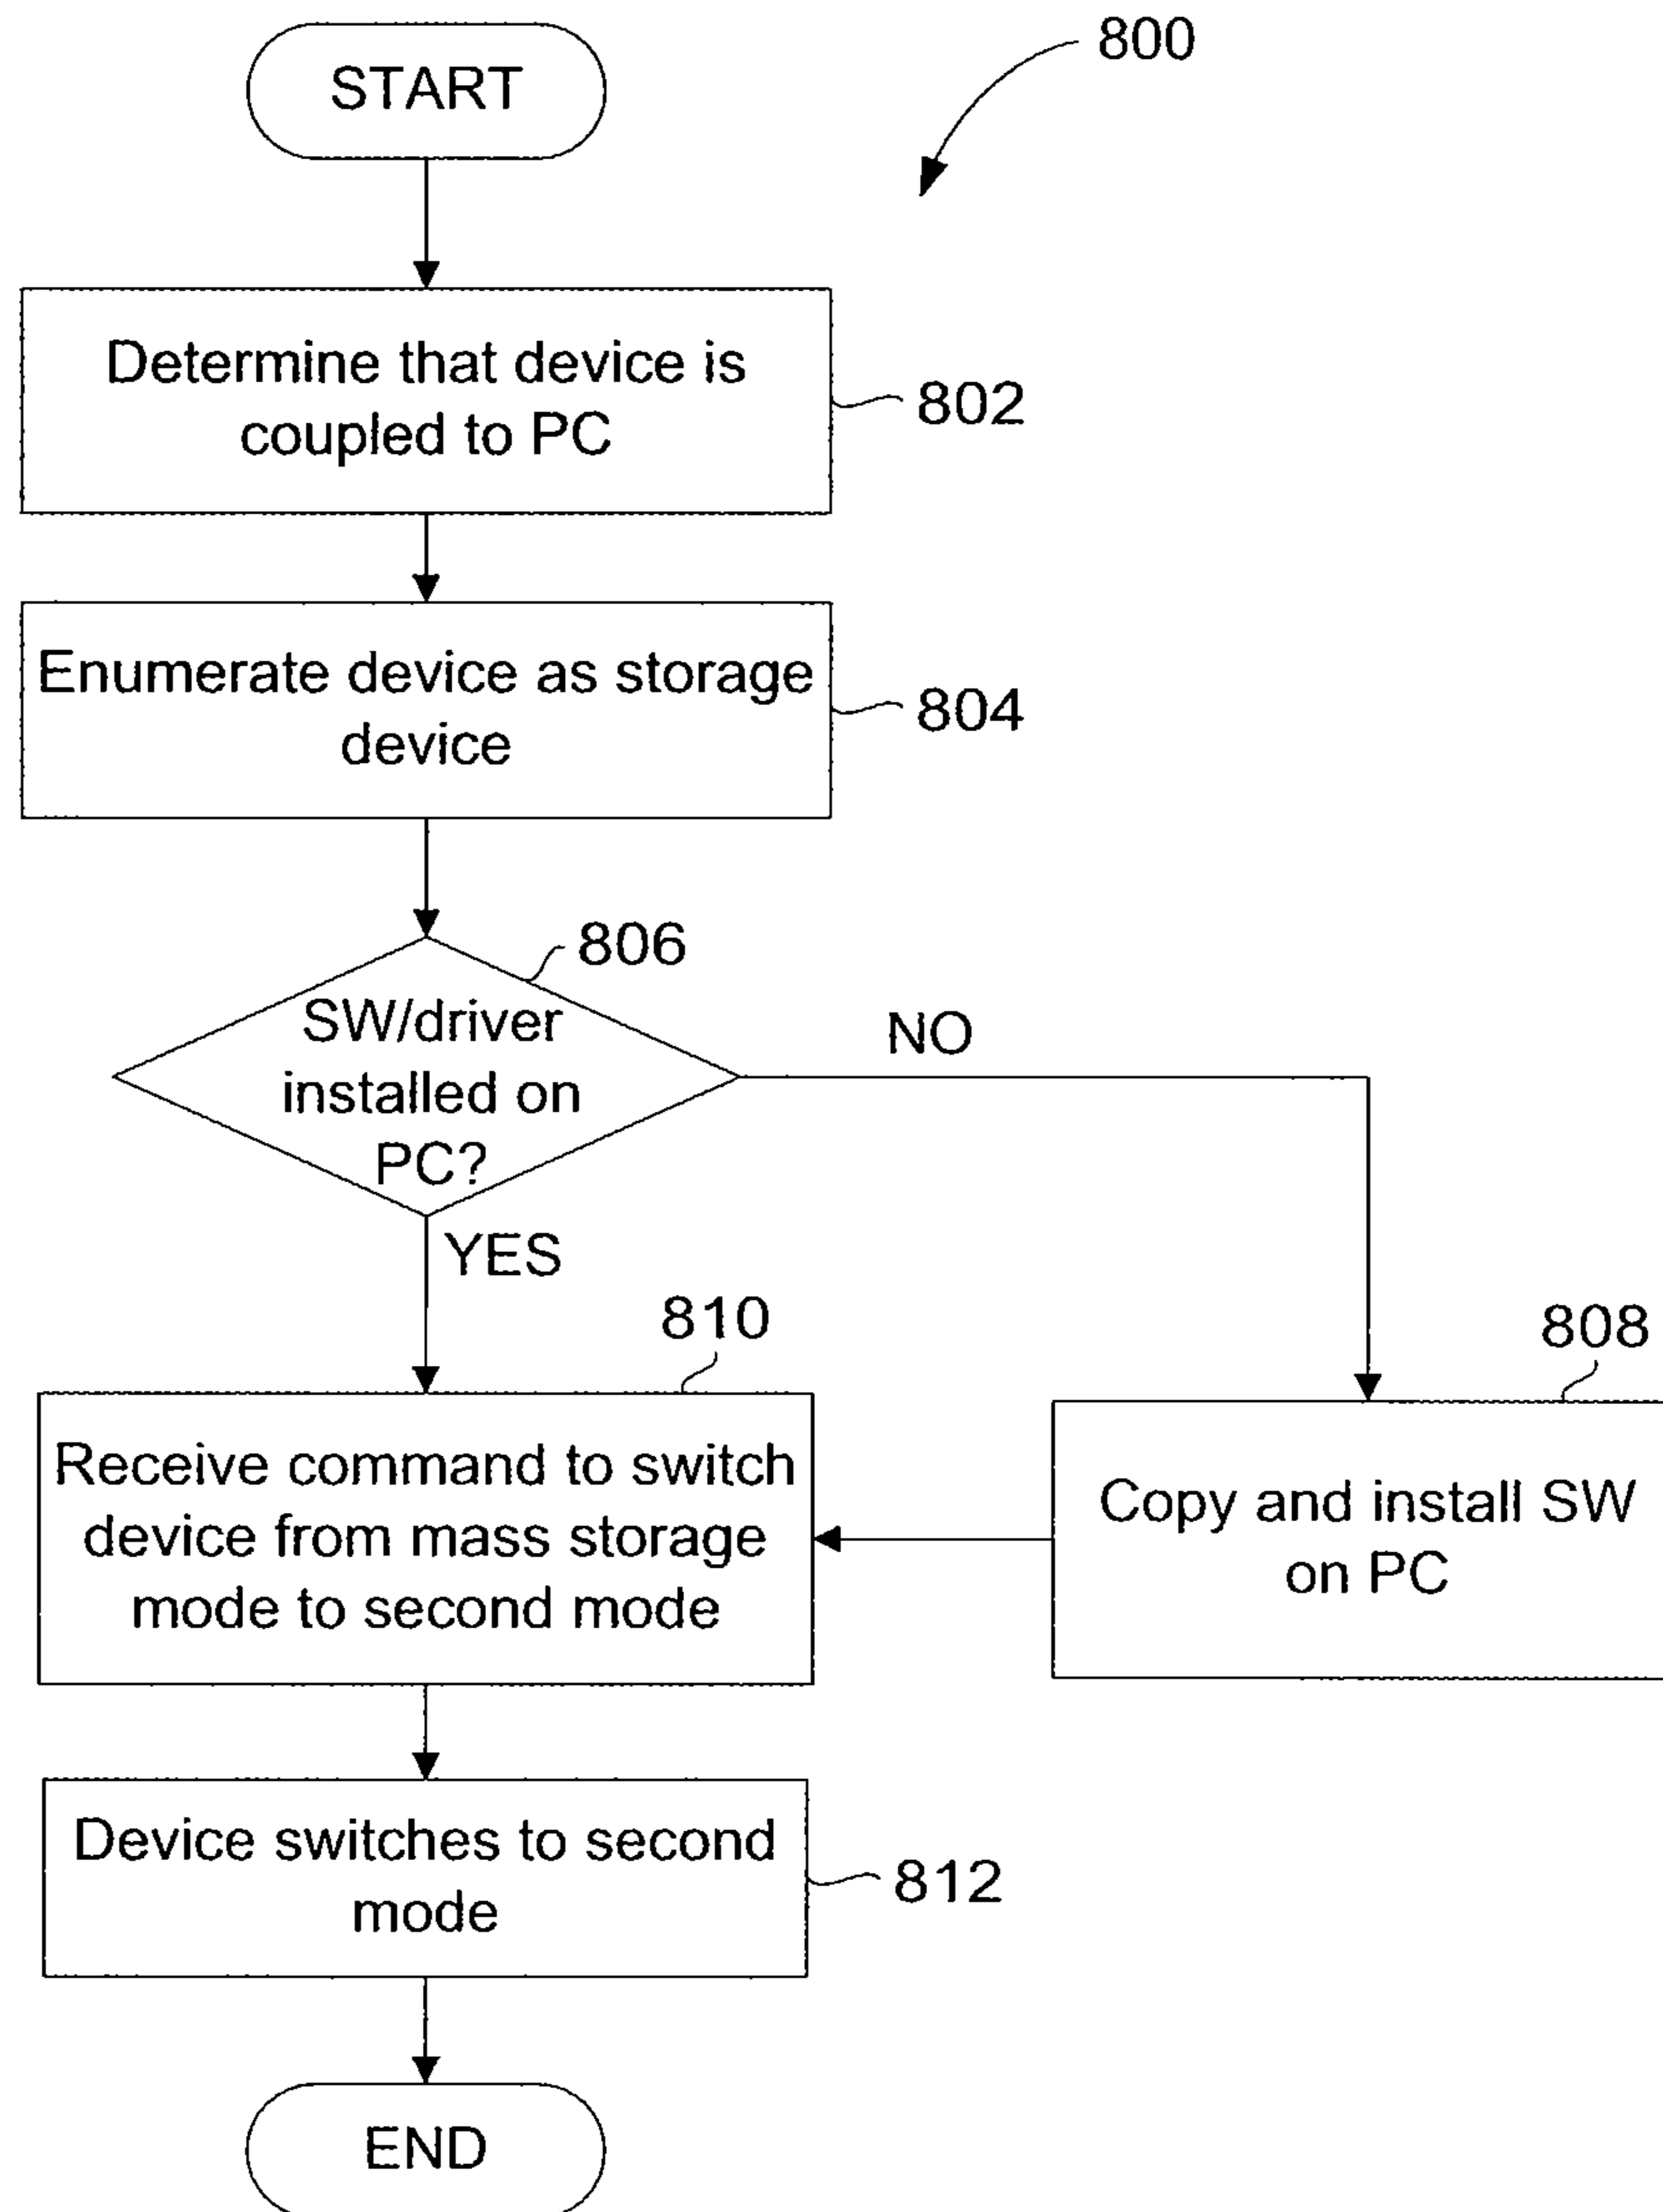 START
800
Determine that device is
coupled to PC
802
Enumerate device as storage
device
804
806
SW/driver
installed on
PC?
NO
YES
810
808
Receive command to switch
device from mass storage
mode to second mode
Copy and install SW
on PC
Device switches to second
mode
812
END